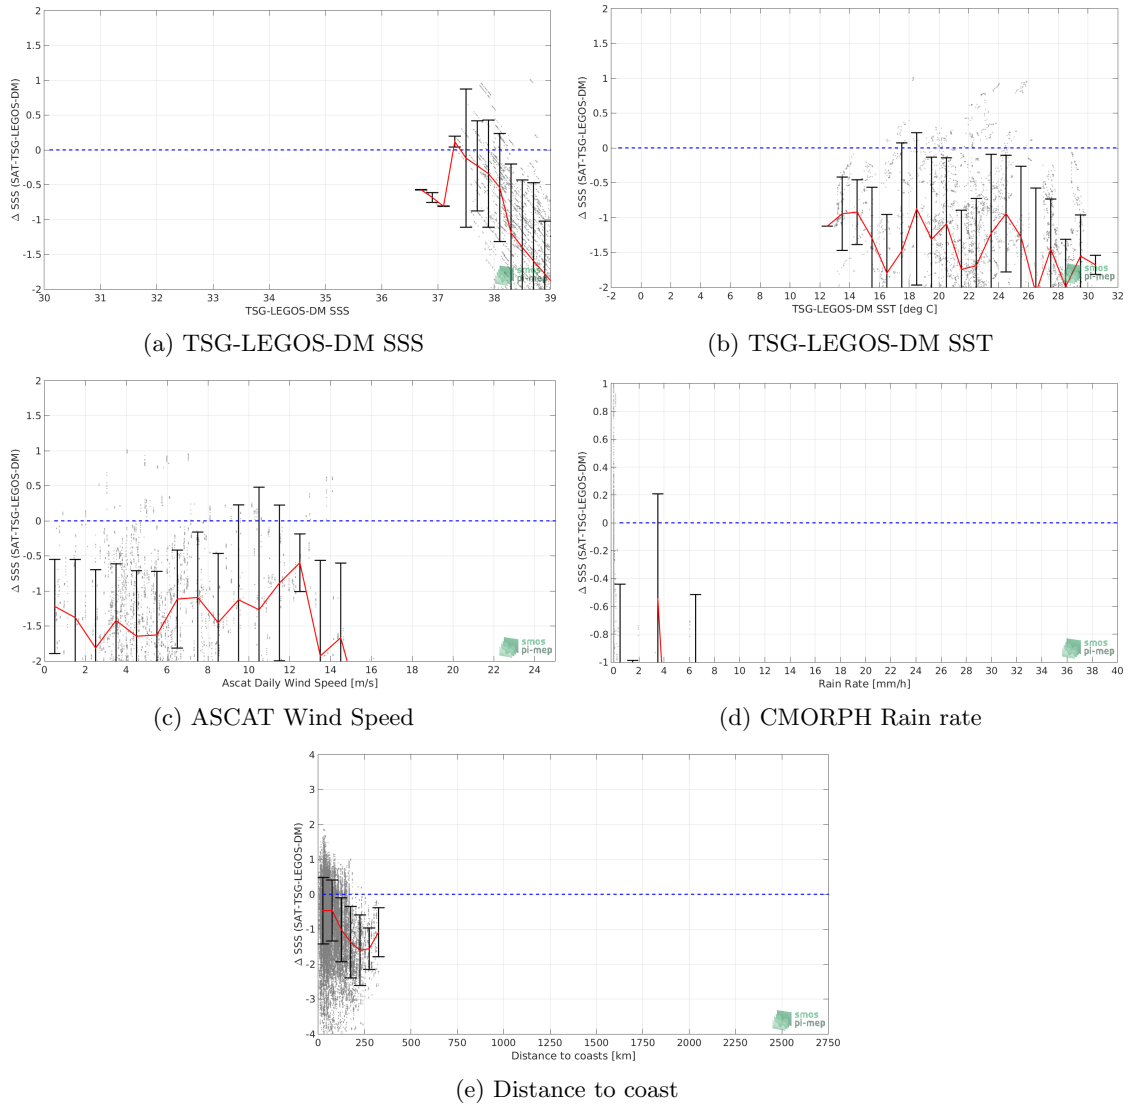 2
1.5
1
0.5
0
-0.5
-1
-1.5
-2
Δ SSS (SAT-TSG-LEGOS-DM)
30 31 32 33 34 35 36 37 38 39
TSG-LEGOS-DM SSS
smos
pi-mep
(a) TSG-LEGOS-DM SSS
2
1.5
1
0.5
0
-0.5
-1
-1.5
-2
Δ SSS (SAT-TSG-LEGOS-DM)
-2 0 2 4 6 8 10 12 14 16 18 20 22 24 26 28 30 32
TSG-LEGOS-DM SST [deg C]
smos
pi-mep
(b) TSG-LEGOS-DM SST
2
1.5
1
0.5
0
-0.5
-1
-1.5
-2
Δ SSS (SAT-TSG-LEGOS-DM)
0 2 4 6 8 10 12 14 16 18 20 22 24
Ascat Daily Wind Speed [m/s]
smos
pi-mep
(c) ASCAT Wind Speed
1
0.8
0.6
0.4
0.2
0
-0.2
-0.4
-0.6
-0.8
-1
Δ SSS (SAT-TSG-LEGOS-DM)
0 2 4 6 8 10 12 14 16 18 20 22 24 26 28 30 32 34 36 38 40
Rain Rate [mm/h]
smos
pi-mep
(d) CMORPH Rain rate
4
3
2
1
0
-1
-2
-3
-4
Δ SSS (SAT-TSG-LEGOS-DM)
0 250 500 750 1000 1250 1500 1750 2000 2250 2500 2750
Distance to coasts [km]
smos
pi-mep
(e) Distance to coast